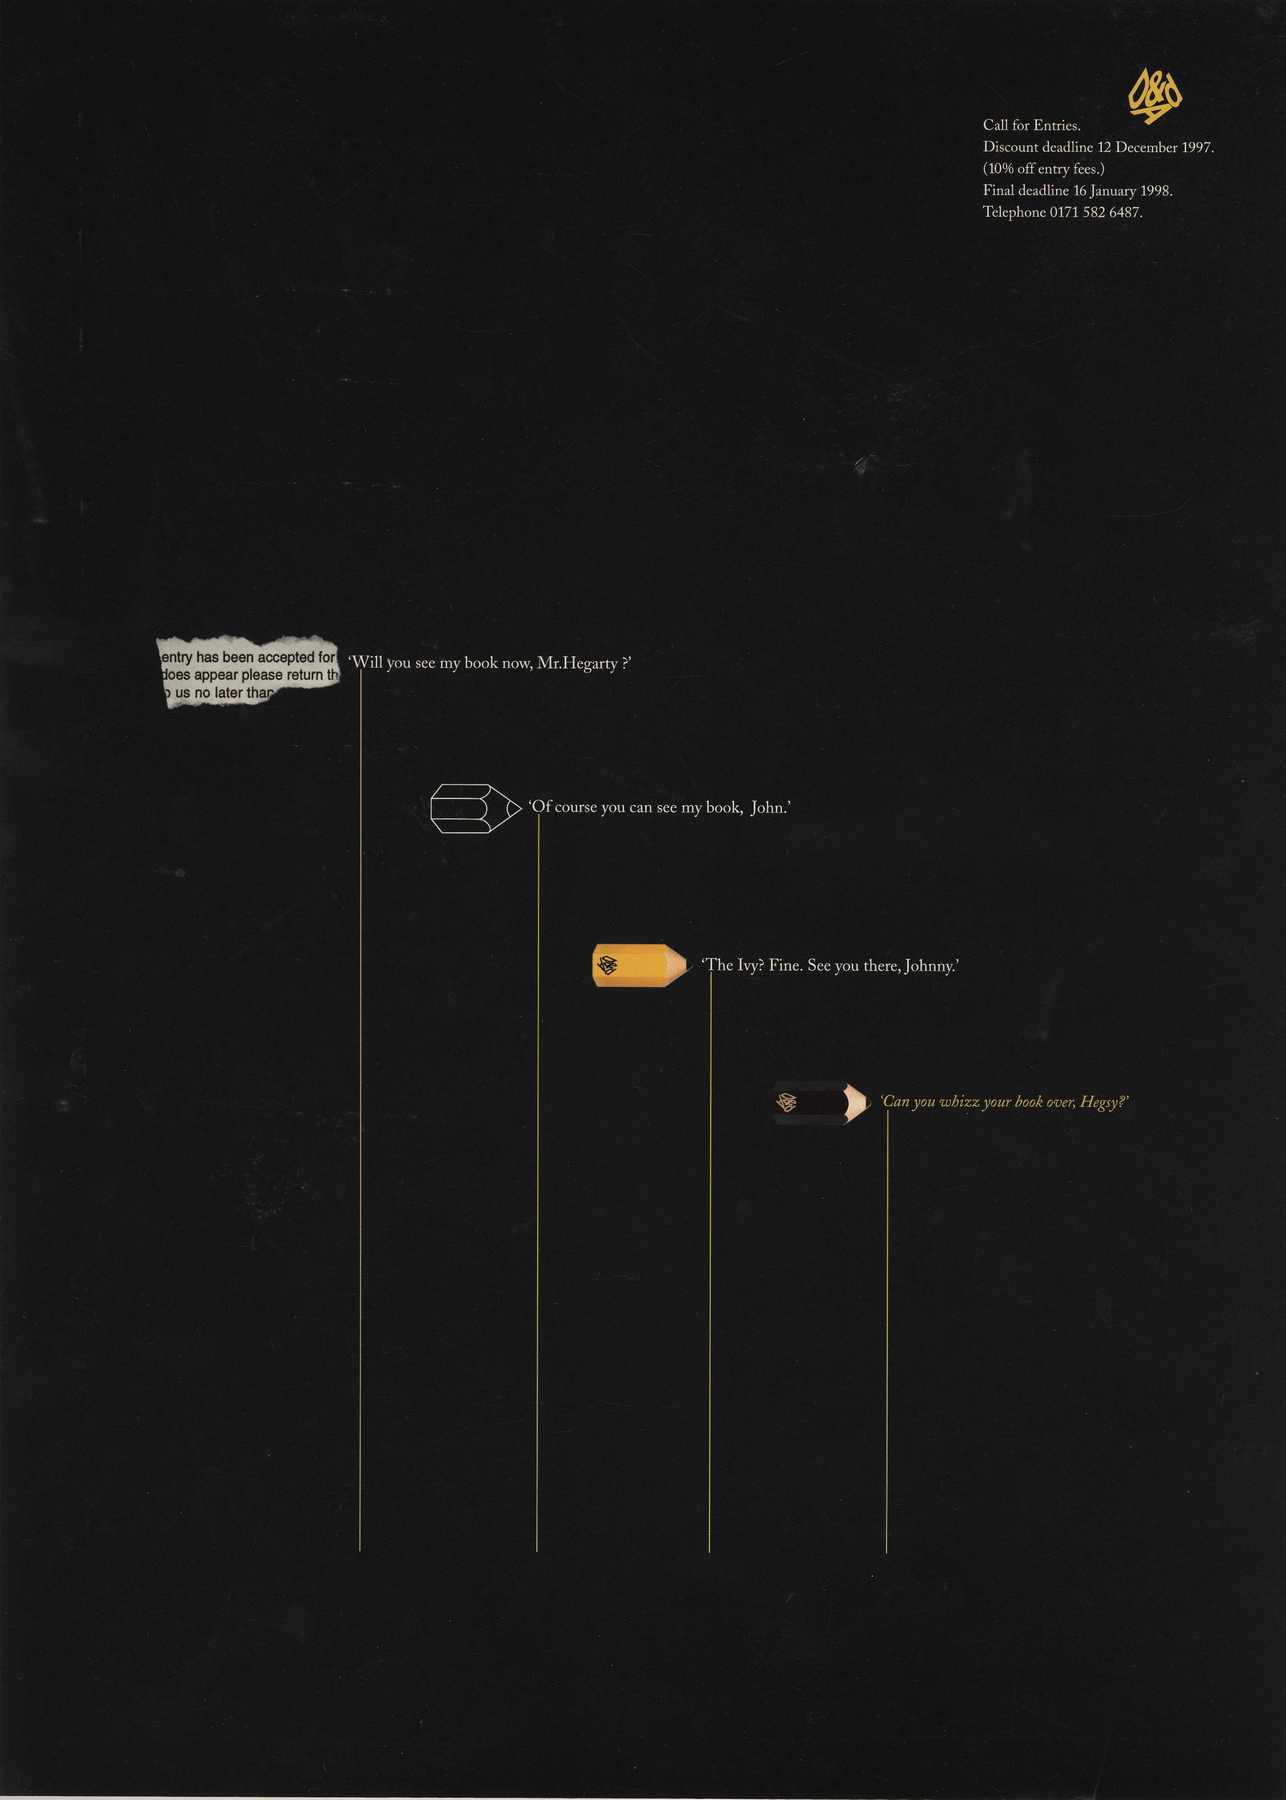 D&AD
Call for Entries.
Discount deadline 12 December 1997.
(10% off entry fees.)
Final deadline 16 January 1998.
Telephone 0171 582 6487.
entry has been accepted for
does appear please return th
o us no later than
‘Will you see my book now, Mr.Hegarty ?’
‘Of course you can see my book, John.’
‘The Ivy? Fine. See you there, Johnny.’
‘Can you whizz your book over, Hegsy?’